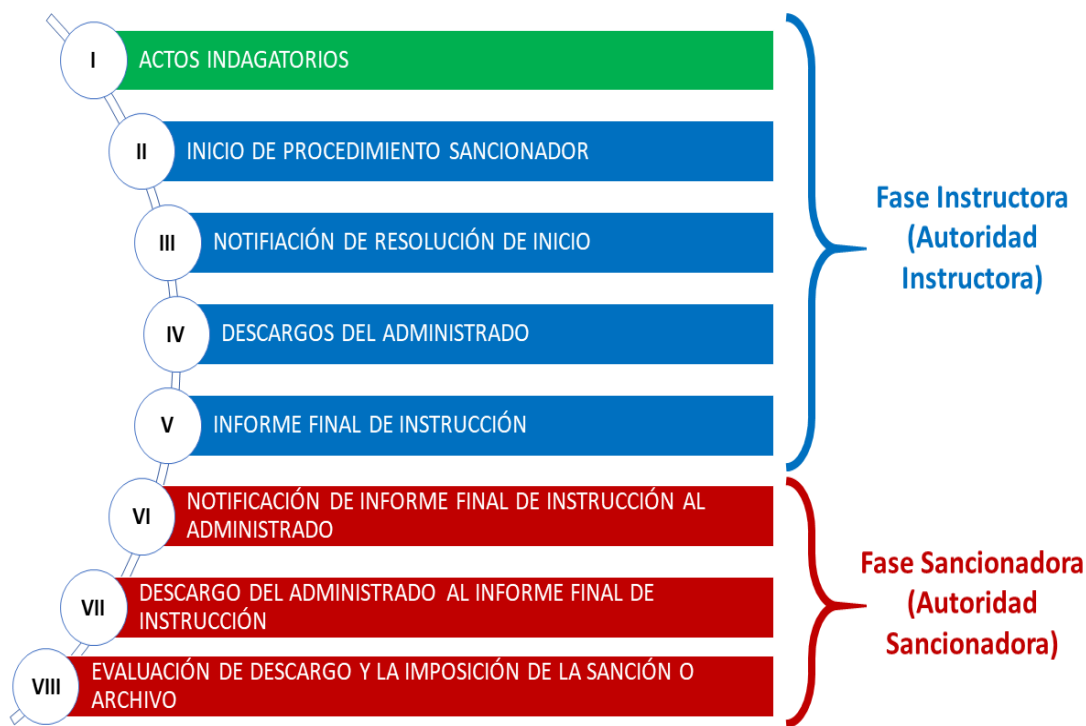 I
ACTOS INDAGATORIOS
II
INICIO DE PROCEDIMIENTO SANCIONADOR
III
NOTIFIACIÓN DE RESOLUCIÓN DE INICIO
IV
DESCARGOS DEL ADMINISTRADO
V
INFORME FINAL DE INSTRUCCIÓN
Fase Instructora
(Autoridad
Instructora)
VI
NOTIFICACIÓN DE INFORME FINAL DE INSTRUCCIÓN AL
ADMINISTRADO
VII
DESCARGO DEL ADMINISTRADO AL INFORME FINAL DE
INSTRUCCIÓN
VIII
EVALUACIÓN DE DESCARGO Y LA IMPOSICIÓN DE LA SANCIÓN O
ARCHIVO
Fase Sancionadora
(Autoridad
Sancionadora)